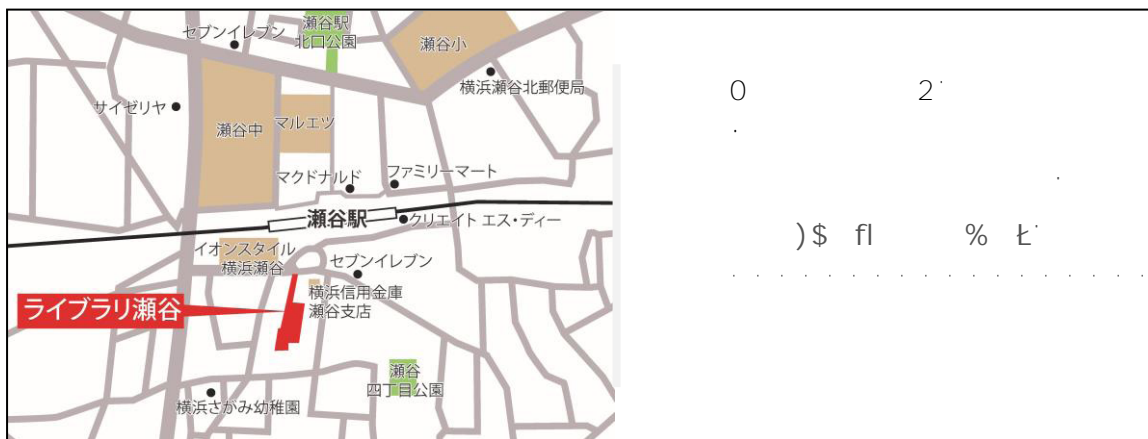 セブンイレブン
瀬谷駅
北口公園
瀬谷小
横浜瀬谷北郵便局
サイゼリヤ
瀬谷中
マルエツ
マクドナルド
ファミリーマート
瀬谷駅
クリエイト エス・ディー
イオンスタイル
横浜瀬谷
セブンイレブン
横浜信用金庫
瀬谷支店
ライブラリ瀬谷
瀬谷
四丁目公園
横浜さがみ幼稚園
0 2
)$ fl % Ł